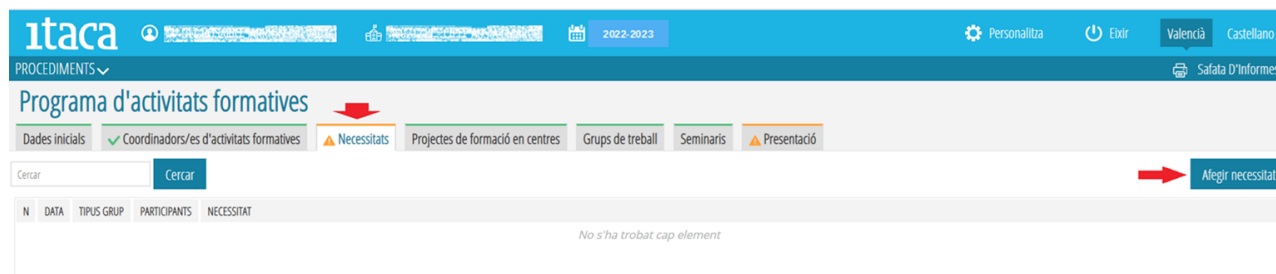 ıtaca 2022-2023 Personalitza Eixir Valencià Castellano
PROCEDIMENTS Safata D'Informes
Programa d'activitats formatives
Dades inicials Coordinadors/es d'activitats formatives Necessitats Projectes de formació en centres Grups de treball Seminaris Presentació
Cercar Cercar Afegir necessitat
N DATA TIPUS GRUP PARTICIPANTS NECESSITAT
No s'ha trobat cap element